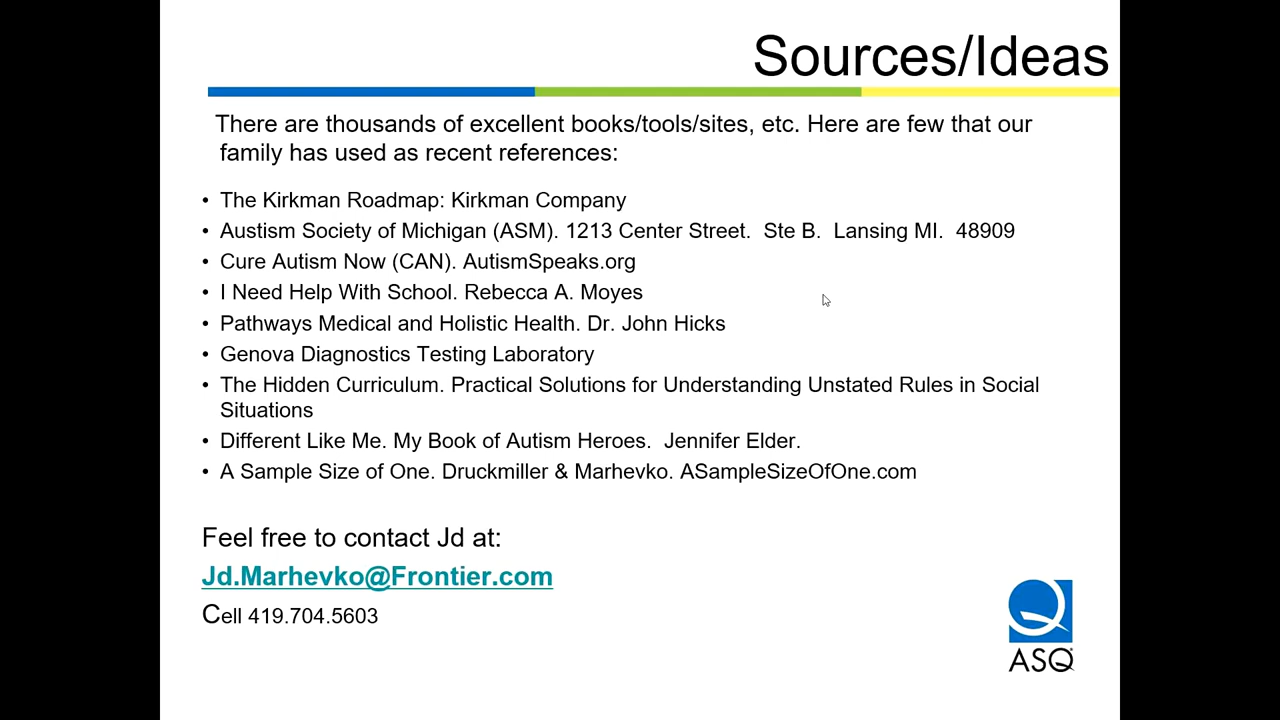 Sources/Ideas
There are thousands of excellent books/tools/sites, etc. Here are few that our
family has used as recent references:
• The Kirkman Roadmap: Kirkman Company
• Austism Society of Michigan (ASM). 1213 Center Street.  Ste B.  Lansing MI.  48909
• Cure Autism Now (CAN). AutismSpeaks.org
• I Need Help With School. Rebecca A. Moyes
• Pathways Medical and Holistic Health. Dr. John Hicks
• Genova Diagnostics Testing Laboratory
• The Hidden Curriculum. Practical Solutions for Understanding Unstated Rules in Social
Situations
• Different Like Me. My Book of Autism Heroes.  Jennifer Elder.
• A Sample Size of One. Druckmiller & Marhevko. ASampleSizeOfOne.com
Feel free to contact Jd at:
Jd.Marhevko@Frontier.com
Cell 419.704.5603
ASQ